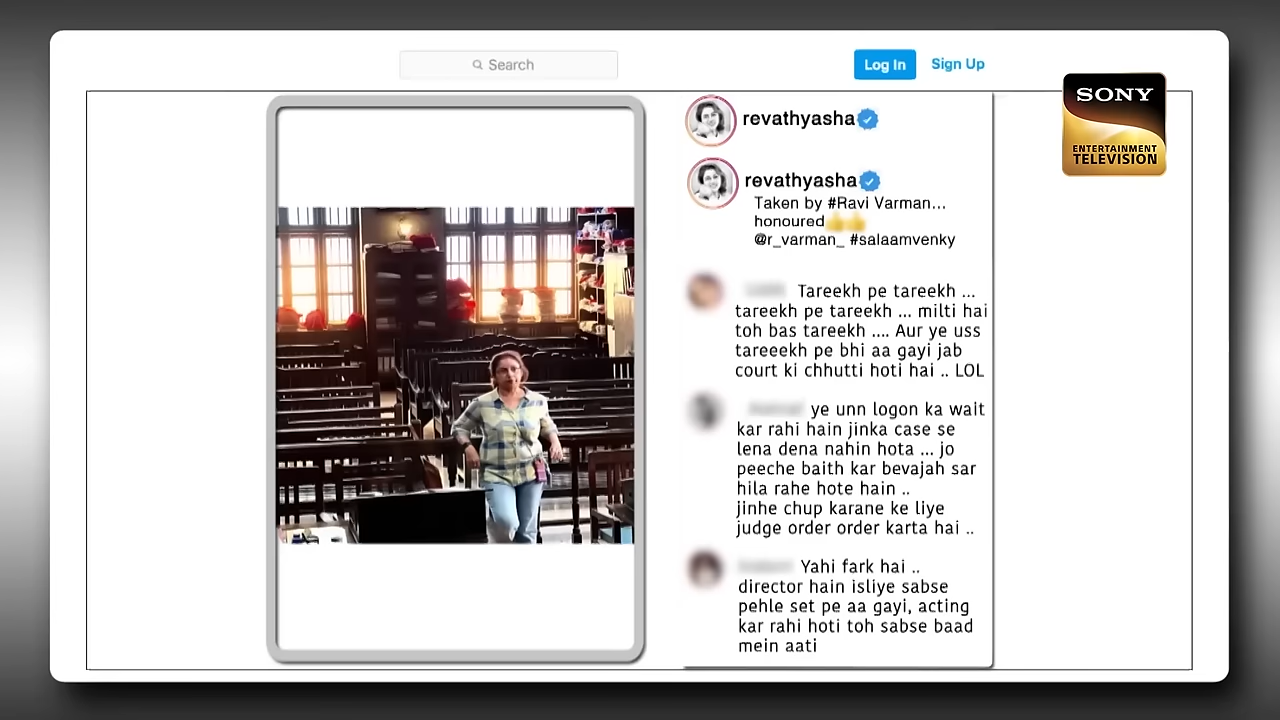 Search
Log In
Sign Up
SONY
ENTERTAINMENT
TELEVISION
revathyasha
revathyasha
Taken by #Ravi Varman...
honoured👍👍
@r_varman_ #salaamvenky
Tareekh pe tareekh ...
tareekh pe tareekh ... milti hai
toh bas tareekh .... Aur ye uss
tareeekh pe bhi aa gayi jab
court ki chhutti hoti hai .. LOL
ye unn logon ka wait
kar rahi hain jinka case se
lena dena nahin hota ... jo
peeche baith kar bevajah sar
hila rahe hote hain ..
jinhe chup karane ke liye
judge order order karta hai ..
Yahi fark hai ..
director hain isliye sabse
pehle set pe aa gayi, acting
kar rahi hoti toh sabse baad
mein aati